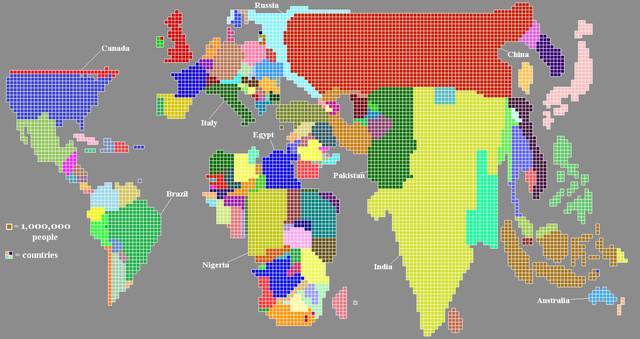 Russia
Canada
China
Italy
Egypt
Pakistan
Brazil
= 1,000,000
people
= countries
Nigeria
India
Australia